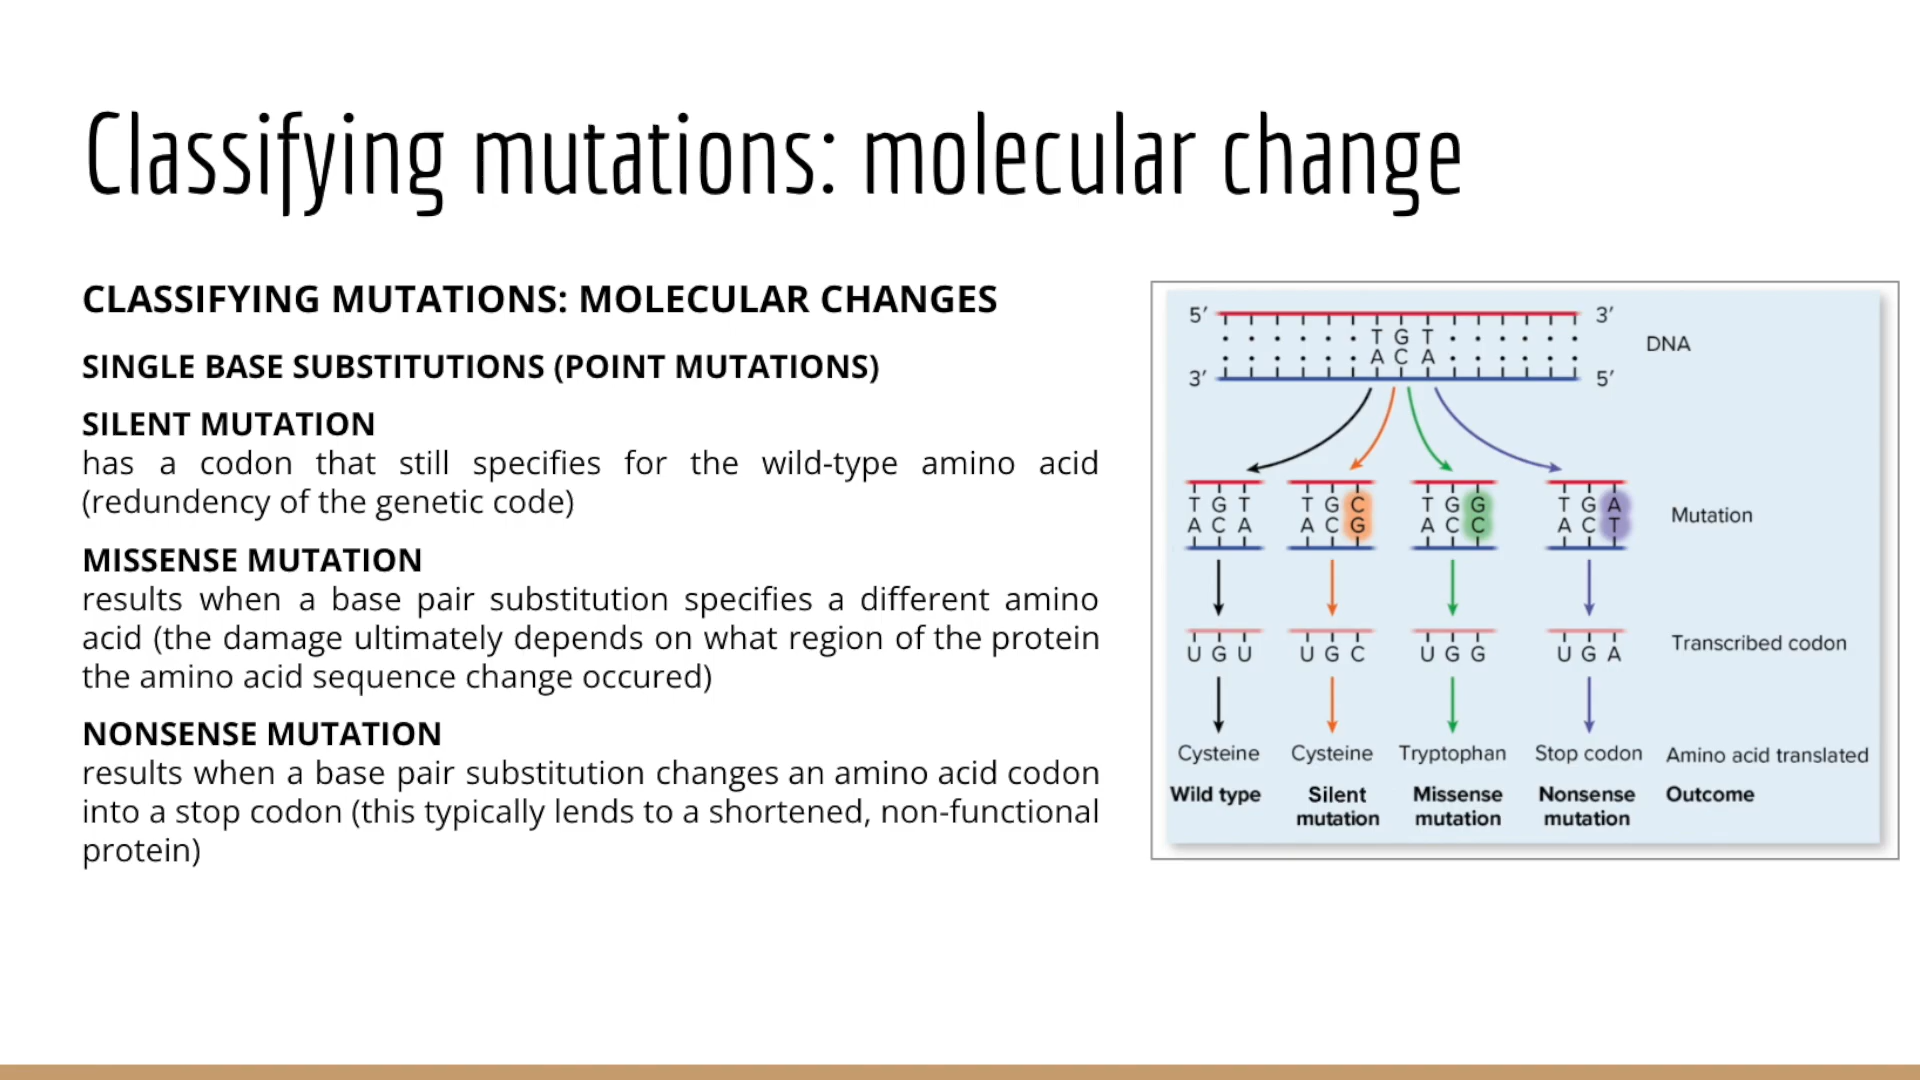 Classifying mutations: molecular change
CLASSIFYING MUTATIONS: MOLECULAR CHANGES
SINGLE BASE SUBSTITUTIONS (POINT MUTATIONS)
SILENT MUTATION
has a codon that still specifies for the wild-type amino acid
(redundency of the genetic code)
MISSENSE MUTATION
results when a base pair substitution specifies a different amino
acid (the damage ultimately depends on what region of the protein
the amino acid sequence change occured)
NONSENSE MUTATION
results when a base pair substitution changes an amino acid codon
into a stop codon (this typically lends to a shortened, non-functional
protein)
5′ 3′
T G T
DNA
A C A
3′ 5′
T G T T G C T G G T G A
A C A A C G A C C A C T
Mutation
U G U U G C U G G U G A
Transcribed codon
Cysteine Cysteine Tryptophan Stop codon Amino acid translated
Wild type Silent Missense Nonsense Outcome
mutation mutation mutation